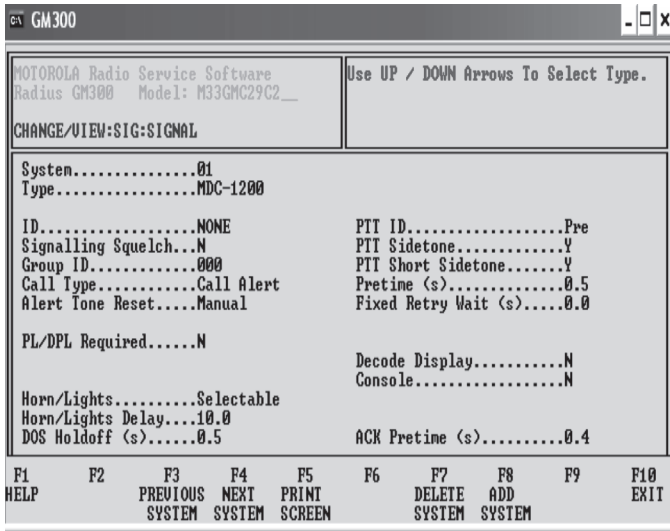 GM300
MOTOROLA Radio Service Software
Radius GM300 Model: M33GMC29C2__
CHANGE/VIEW:SIG:SIGNAL
Use UP / DOWN Arrows To Select Type.
System...............01
Type.................MDC-1200
ID...................NONE
Signalling Squelch...N
Group ID.............000
Call Type............Call Alert
Alert Tone Reset.....Manual
PL/DPL Required......N
Horn/Lights..........Selectable
Horn/Lights Delay....10.0
DOS Holdoff (s)......0.5
PTT ID...................Pre
PTT Sidetone.............Y
PTT Short Sidetone.......Y
Pretime (s)..............0.5
Fixed Retry Wait (s).....0.0
Decode Display...........N
Console..................N
ACK Pretime (s)..........0.4
F1 F2 F3 F4 F5 F6 F7 F8 F9 F10
HELP PREVIOUS NEXT PRINT DELETE ADD EXIT
SYSTEM SYSTEM SCREEN SYSTEM SYSTEM